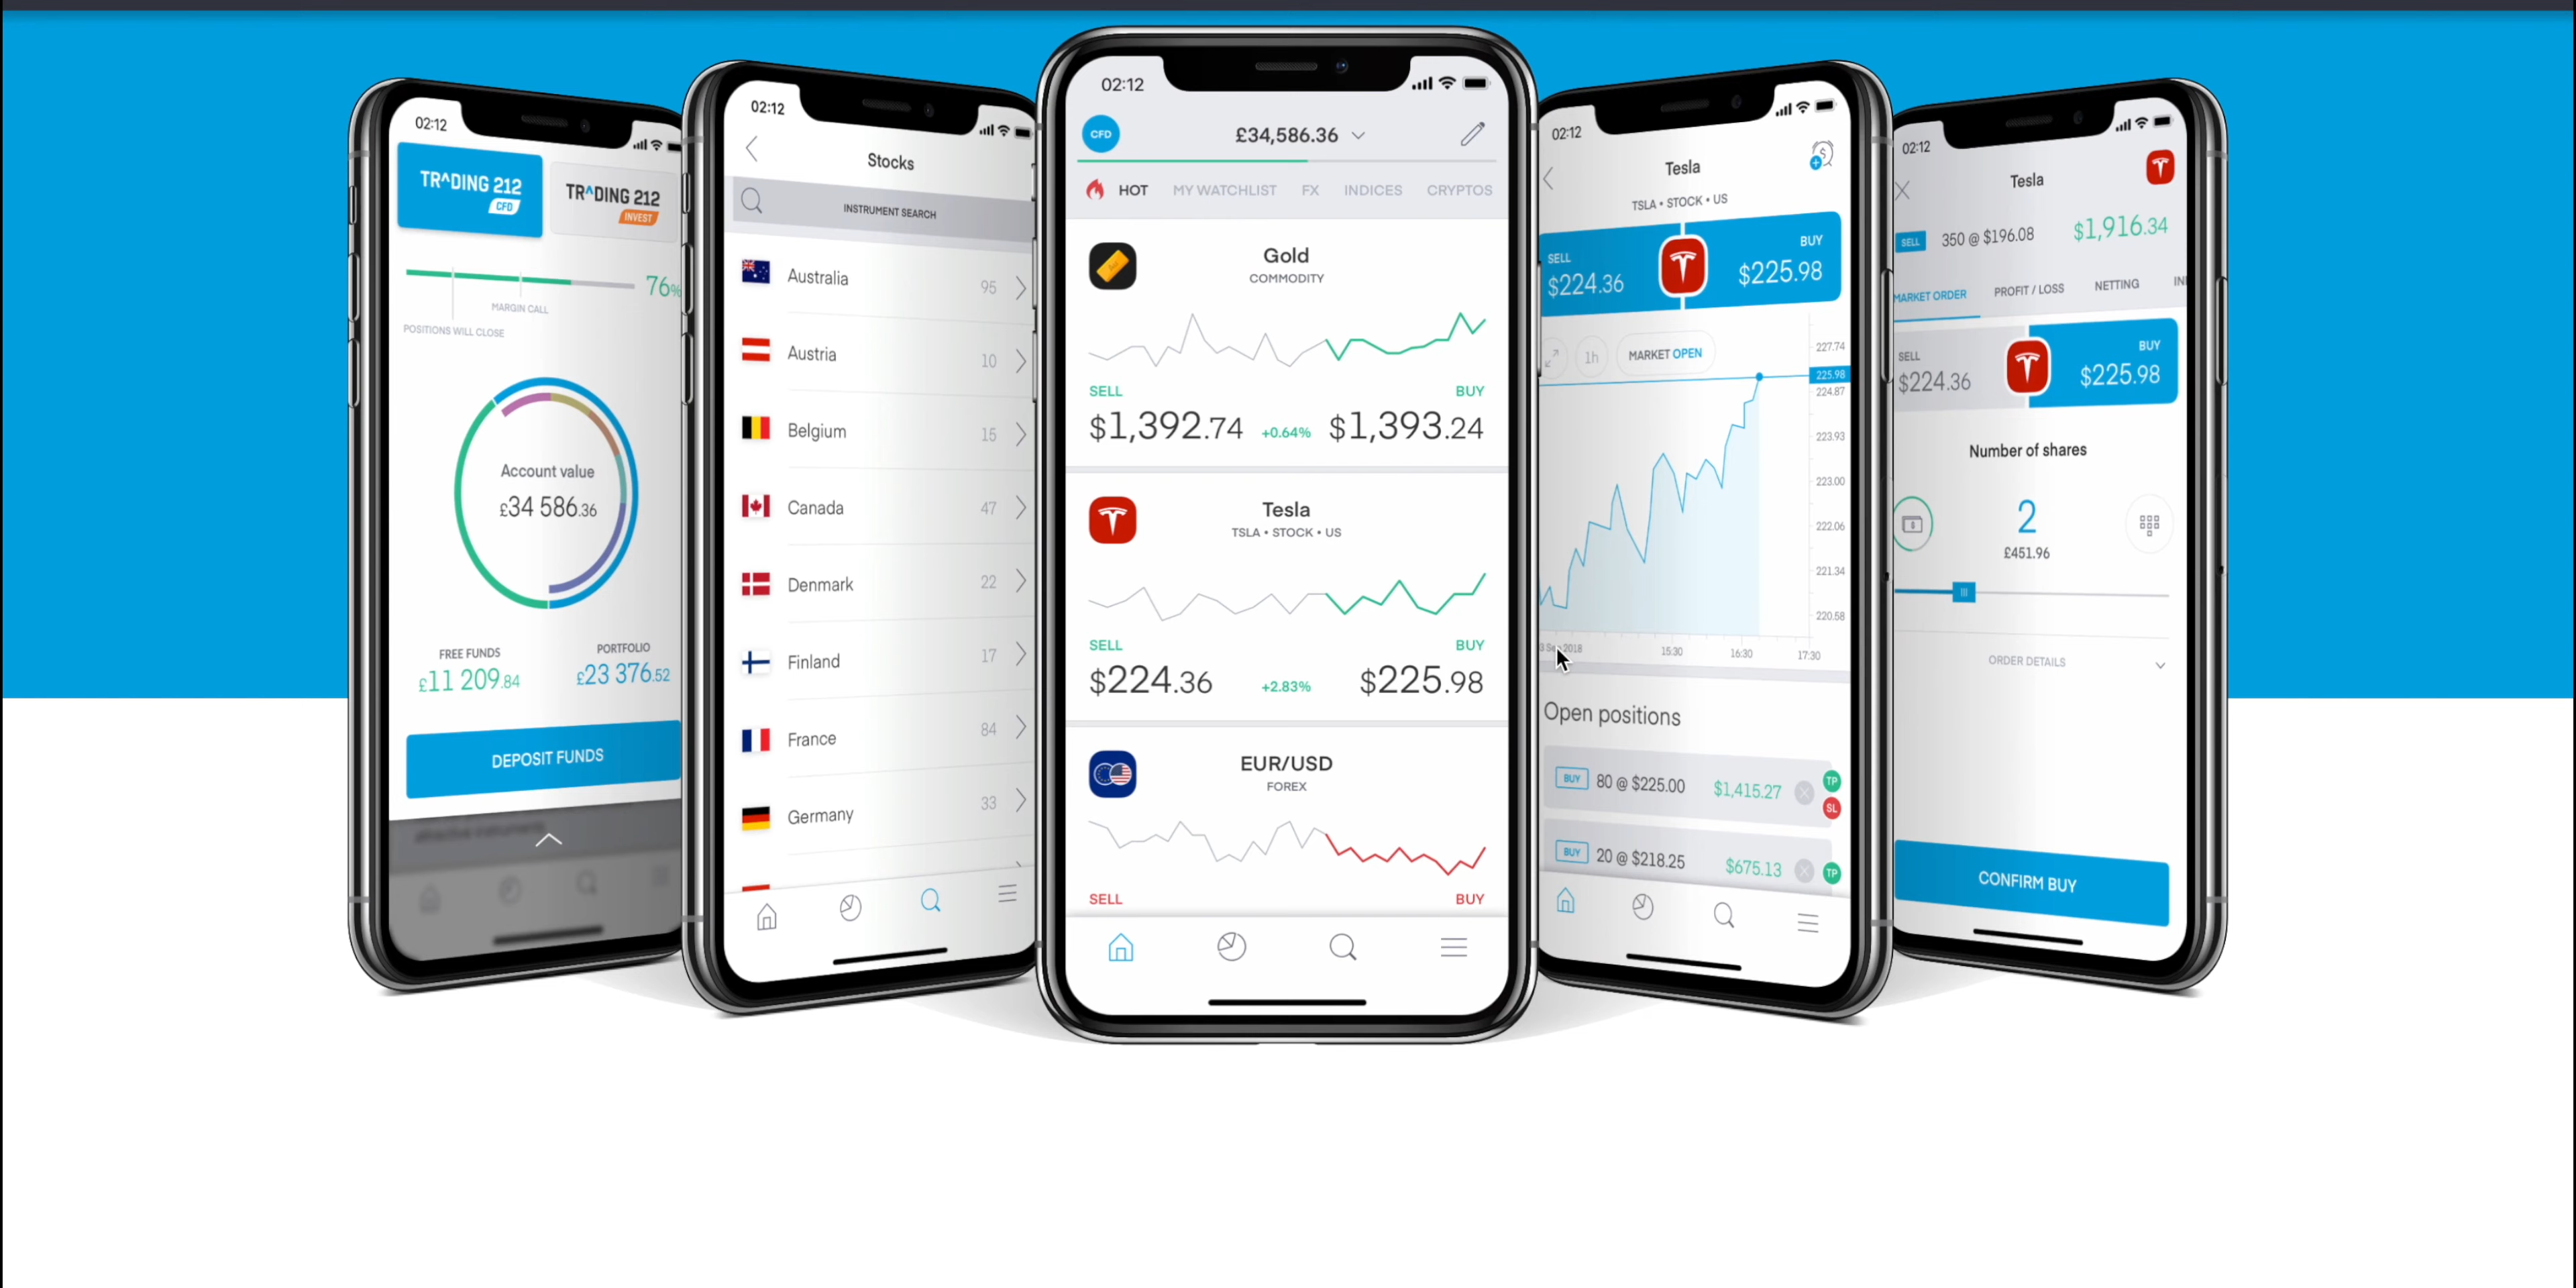 02:12
TR^DING 212
CFD
TR^DING 212
INVEST
76%
MARGIN CALL
POSITIONS WILL CLOSE
Account value
£34 586.36
FREE FUNDS
£11 209.84
PORTFOLIO
£23 376.52
DEPOSIT FUNDS
02:12
Stocks
INSTRUMENT SEARCH
Australia 95
Austria 10
Belgium 15
Canada 47
Denmark 22
Finland 17
France 84
Germany 33
02:12
CFD £34,586.36
HOT MY WATCHLIST FX INDICES CRYPTOS
Gold
COMMODITY
SELL BUY
$1,392.74 +0.64% $1,393.24
Tesla
TSLA • STOCK • US
SELL BUY
$224.36 +2.83% $225.98
EUR/USD
FOREX
SELL BUY
02:12
Tesla
TSLA • STOCK • US
SELL BUY
$224.36 $225.98
1h MARKET OPEN
227.74
225.98
224.87
223.93
223.00
222.06
221.34
220.58
2018 15:30 16:30 17:30
Open positions
BUY 80 @ $225.00 $1,415.27 TP
SL
BUY 20 @ $218.25 $675.13 TP
02:12
Tesla
SELL 350 @ $196.08 $1,916.34
MARKET ORDER PROFIT / LOSS NETTING IN
SELL BUY
$224.36 $225.98
Number of shares
2
£451.96
ORDER DETAILS
CONFIRM BUY